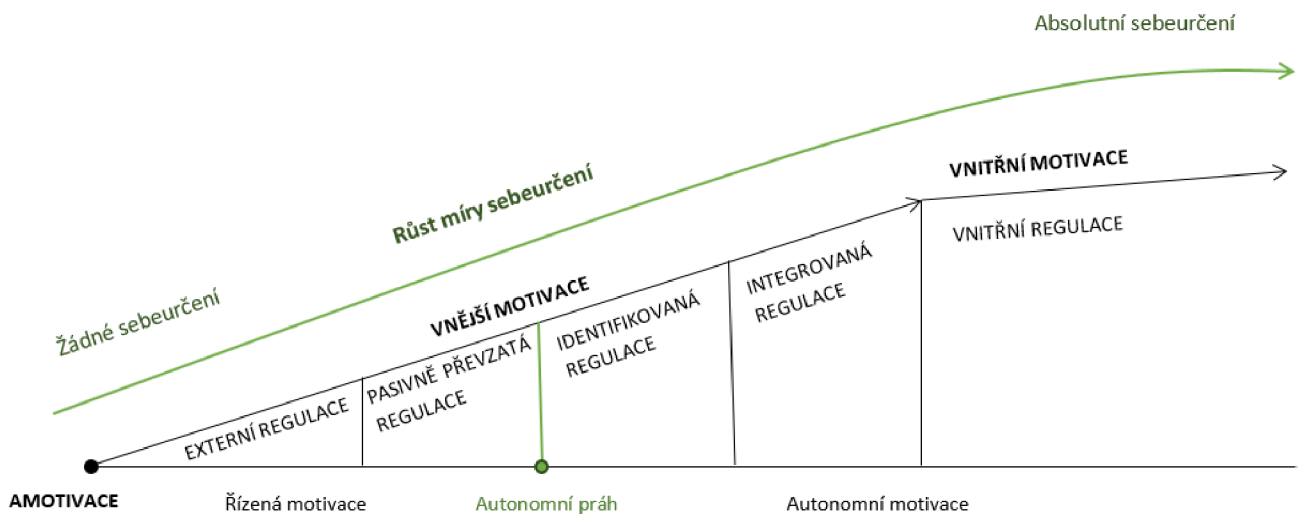 Absolutní sebeurčení
VNITŘNÍ MOTIVACE
Růst míry sebeurčení
VNITŘNÍ REGULACE
INTEGROVANÁ
REGULACE
Žádné sebeurčení
VNĚJŠÍ MOTIVACE
IDENTIFIKOVANÁ
REGULACE
PASIVNĚ PŘEVZATÁ
REGULACE
EXTERNÍ REGULACE
AMOTIVACE
Řízená motivace
Autonomní práh
Autonomní motivace